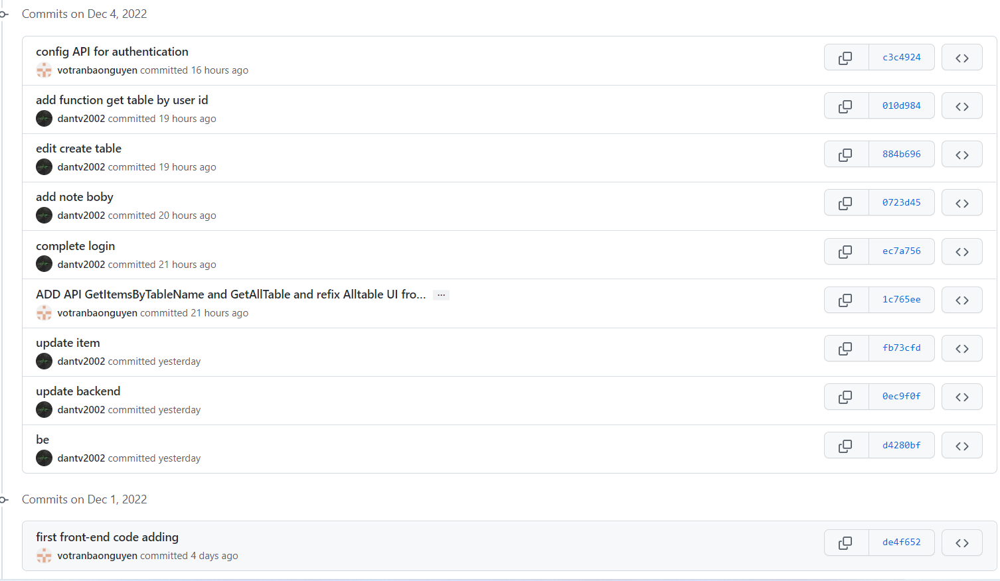 Commits on Dec 4, 2022
config API for authentication
c3c4924
votranbaonguyen committed 16 hours ago
add function get table by user id
010d984
dantv2002 committed 19 hours ago
edit create table
884b696
dantv2002 committed 19 hours ago
add note boby
0723d45
dantv2002 committed 20 hours ago
complete login
ec7a756
dantv2002 committed 21 hours ago
ADD API GetItemsByTableName and GetAllTable and refix Alltable UI fro... ...
1c765ee
votranbaonguyen committed 21 hours ago
update item
fb73cfd
dantv2002 committed yesterday
update backend
0ec9f0f
dantv2002 committed yesterday
be
d4280bf
dantv2002 committed yesterday
Commits on Dec 1, 2022
first front-end code adding
de4f652
votranbaonguyen committed 4 days ago